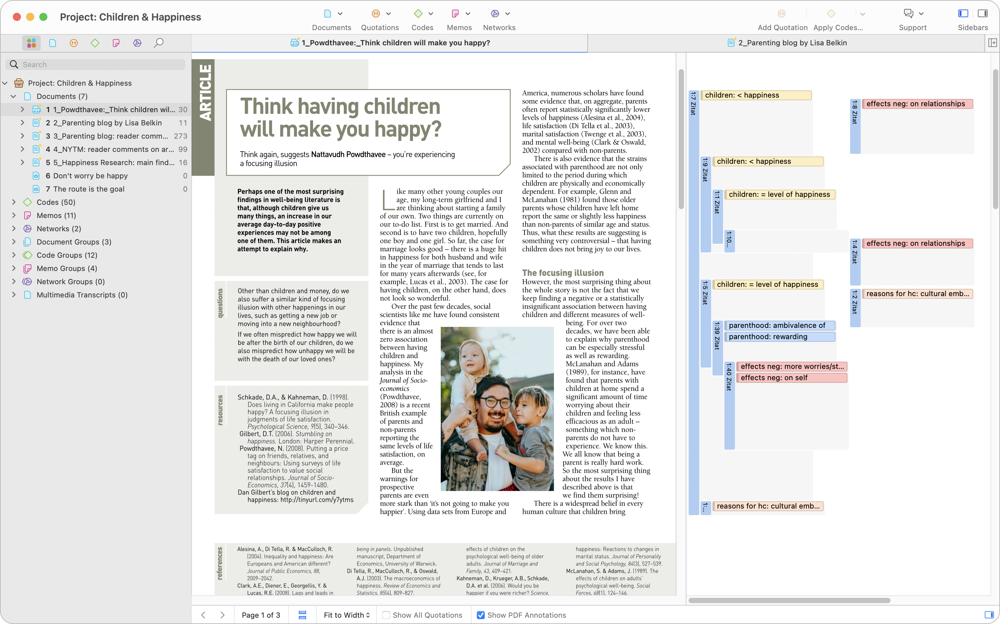 Project: Children & Happiness
Documents
Quotations
Codes
Memos
Networks
Add Quotation
Apply Codes...
Support
Sidebars
1_Powdthavee:_Think children will make you happy?
2_Parenting blog by Lisa Belkin
Search
Project: Children & Happiness
Documents (7)
1 1_Powdthavee:_Think children wil... 30
2 2_Parenting blog by Lisa Belkin 11
3 3_Parenting blog: reader comm... 273
4 4_NYTM: reader comments on ar... 99
5 5_Happiness Research: main find... 16
6 Don't worry be happy 0
7 The route is the goal 0
Codes (50)
Memos (11)
Networks (2)
Document Groups (3)
Code Groups (12)
Memo Groups (4)
Network Groups (0)
Multimedia Transcripts (0)
ARTICLE
Think having children
will make you happy?
Think again, suggests Nattavudh Powdthavee – you're experiencing
a focusing illusion
Perhaps one of the most surprising
findings in well-being literature is
that, although children give us
many things, an increase in our
average day-to-day positive
experiences may not be among
one of them. This article makes an
attempt to explain why.
questions
Other than children and money, do we
also suffer a similar kind of focusing
illusion with other happenings in our
lives, such as getting a new job or
moving into a new neighbourhood?
If we often mispredict how happy we will
be after the birth of our children, do we
also mispredict how unhappy we will be
with the death of our loved ones?
resources
Schkade, D.A., & Kahneman, D. (1998).
Does living in California make people
happy? A focusing illusion in
judgments of life satisfaction.
Psychological Science, 9(5), 340–346.
Gilbert, D.T. (2006). Stumbling on
happiness. London: Harper Perennial.
Powdthavee, N. (2008). Putting a price
tag on friends, relatives, and
neighbours: Using surveys of life
satisfaction to value social
relationships. Journal of Socio-
Economics, 37(4), 1459-1480.
Dan Gilbert's blog on children and
happiness: http://tinyurl.com/y7ytms
Like many other young couples our
age, my long-term girlfriend and I
are thinking about starting a family
of our own. Two things are currently on
our to-do list. First is to get married. And
second is to have two children, hopefully
one boy and one girl. So far, the case for
marriage looks good – there is a huge hit
in happiness for both husband and wife
in the year of marriage that tends to last
for many years afterwards (see, for
example, Lucas et al., 2003). The case for
having children, on the other hand, does
not look so wonderful.
Over the past few decades, social
scientists like me have found consistent
evidence that
there is an almost
zero association
between having
children and
happiness. My
analysis in the
Journal of Socio-
economics
(Powdthavee,
2008) is a recent
British example
of parents and
non-parents
reporting the
same levels of life
satisfaction, on
average.
But the
warnings for
prospective
parents are even
more stark than 'it's not going to make you
happier'. Using data sets from Europe and
America, numerous scholars have found
some evidence that, on aggregate, parents
often report statistically significantly lower
levels of happiness (Alesina et al., 2004),
life satisfaction (Di Tella et al., 2003),
marital satisfaction (Twenge et al., 2003),
and mental well-being (Clark & Oswald,
2002) compared with non-parents.
There is also evidence that the strains
associated with parenthood are not only
limited to the period during which
children are physically and economically
dependent. For example, Glenn and
McLanahan (1981) found those older
parents whose children have left home
report the same or slightly less happiness
than non-parents of similar age and status.
Thus, what these results are suggesting is
something very controversial – that having
children does not bring joy to our lives.
The focusing illusion
However, the most surprising thing about
the whole story is not the fact that we
keep finding a negative or a statistically
insignificant association between having
children and different measures of well-
being. For over two
decades, we have been able
to explain why parenthood
can be especially stressful
as well as rewarding.
McLanahan and Adams
(1989), for instance, have
found that parents with
children at home spend a
significant amount of time
worrying about their
children and feeling less
efficacious as an adult –
something which non-
parents do not have to
experience. We know this.
We all know that being a
parent is really hard work.
So the most surprising thing
about the results I have
described above is that
we find them surprising!
There is a widespread belief in every
human culture that children bring
references
Alesina, A., Di Tella, R. & MacCulloch, R.
(2004). Inequality and happiness: Are
Europeans and American different?
Journal of Public Economics, 88,
2009–2042.
Clark, A.E., Diener, E., Georgellis, Y. &
Lucas, R.E. (2008). Lags and leads in
being in panels. Unpublished
manuscript, Department of
Economics, University of Warwick.
Di Tella, R., MacCulloch, R., & Oswald,
A.J. (2003). The macroeconomics of
happiness. Review of Economics and
Statistics, 85(4), 809–827.
effects of children on the
psychological well-being of older
adults. Journal of Marriage and
Family, 43, 409–421.
Kahneman, D., Krueger, A.B., Schkade,
D.A. et al. (2006). Would you be
happier if you were richer? Science,
happiness: Reactions to changes in
marital status. Journal of Personality
and Social Psychology, 84(3), 527–539.
McLanahan, S. & Adams, J. (1989). The
effects of children on adults'
psychological well-being. Social
Forces, 68(1), 124–146.
1:7 Zitat
children: < happiness
1:8 Zitat
effects neg: on relationships
1:9 Zitat
children: < happiness
1:1 Zitat
children: = level of happiness
1:10...
1:4 Zitat
effects neg: on relationships
1:5 Zitat
children: = level of happiness
1:2 Zitat
reasons for hc: cultural emb...
1:39 Zitat
parenthood: ambivalence of
parenthood: rewarding
1:40 Zitat
effects neg: more worries/st...
effects neg: on self
1:...
reasons for hc: cultural emb...
Page 1 of 3
Fit to Width
Show All Quotations
Show PDF Annotations